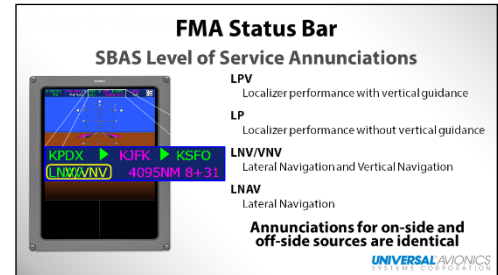 FMA Status Bar
SBAS Level of Service Annunciations
LPV
Localizer performance with vertical guidance
LP
Localizer performance without vertical guidance
KPDX KJFK KSFO
LNV/VNV 4095NM 8+31
LNV/VNV
Lateral Navigation and Vertical Navigation
LNAV
Lateral Navigation
Annunciations for on-side and
off-side sources are identical
UNIVERSAL AVIONICS
SYSTEMS CORPORATION